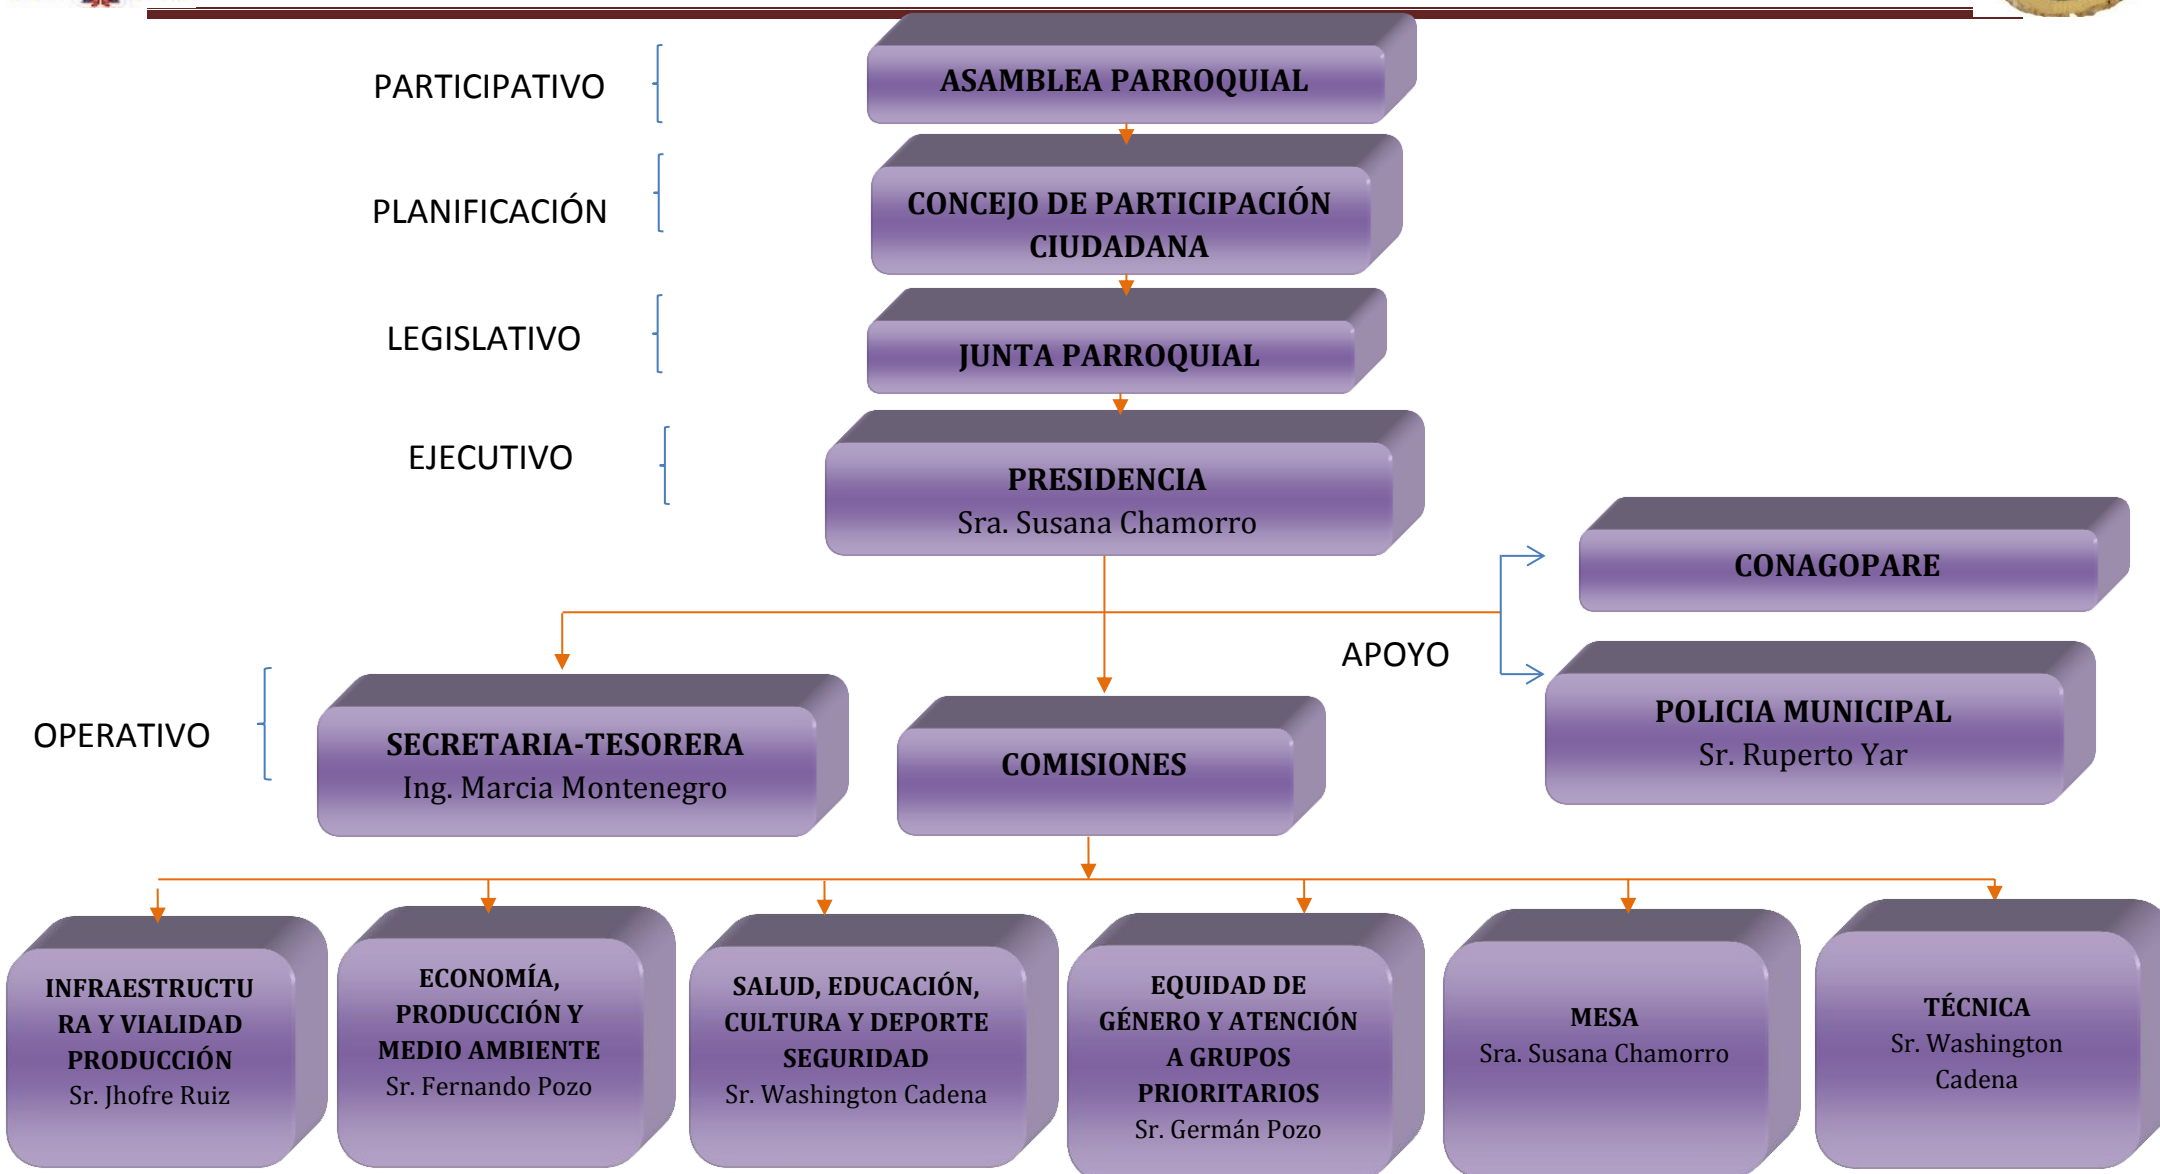 PARTICIPATIVO
ASAMBLEA PARROQUIAL
PLANIFICACIÓN
CONCEJO DE PARTICIPACIÓN
CIUDADANA
LEGISLATIVO
JUNTA PARROQUIAL
EJECUTIVO
PRESIDENCIA
Sra. Susana Chamorro
CONAGOPARE
APOYO
POLICIA MUNICIPAL
Sr. Ruperto Yar
OPERATIVO
SECRETARIA-TESORERA
Ing. Marcia Montenegro
COMISIONES
INFRAESTRUCTU
RA Y VIALIDAD
PRODUCCIÓN
Sr. Jhofre Ruiz
ECONOMÍA,
PRODUCCIÓN Y
MEDIO AMBIENTE
Sr. Fernando Pozo
SALUD, EDUCACIÓN,
CULTURA Y DEPORTE
SEGURIDAD
Sr. Washington Cadena
EQUIDAD DE
GÉNERO Y ATENCIÓN
A GRUPOS
PRIORITARIOS
Sr. Germán Pozo
MESA
Sra. Susana Chamorro
TÉCNICA
Sr. Washington
Cadena